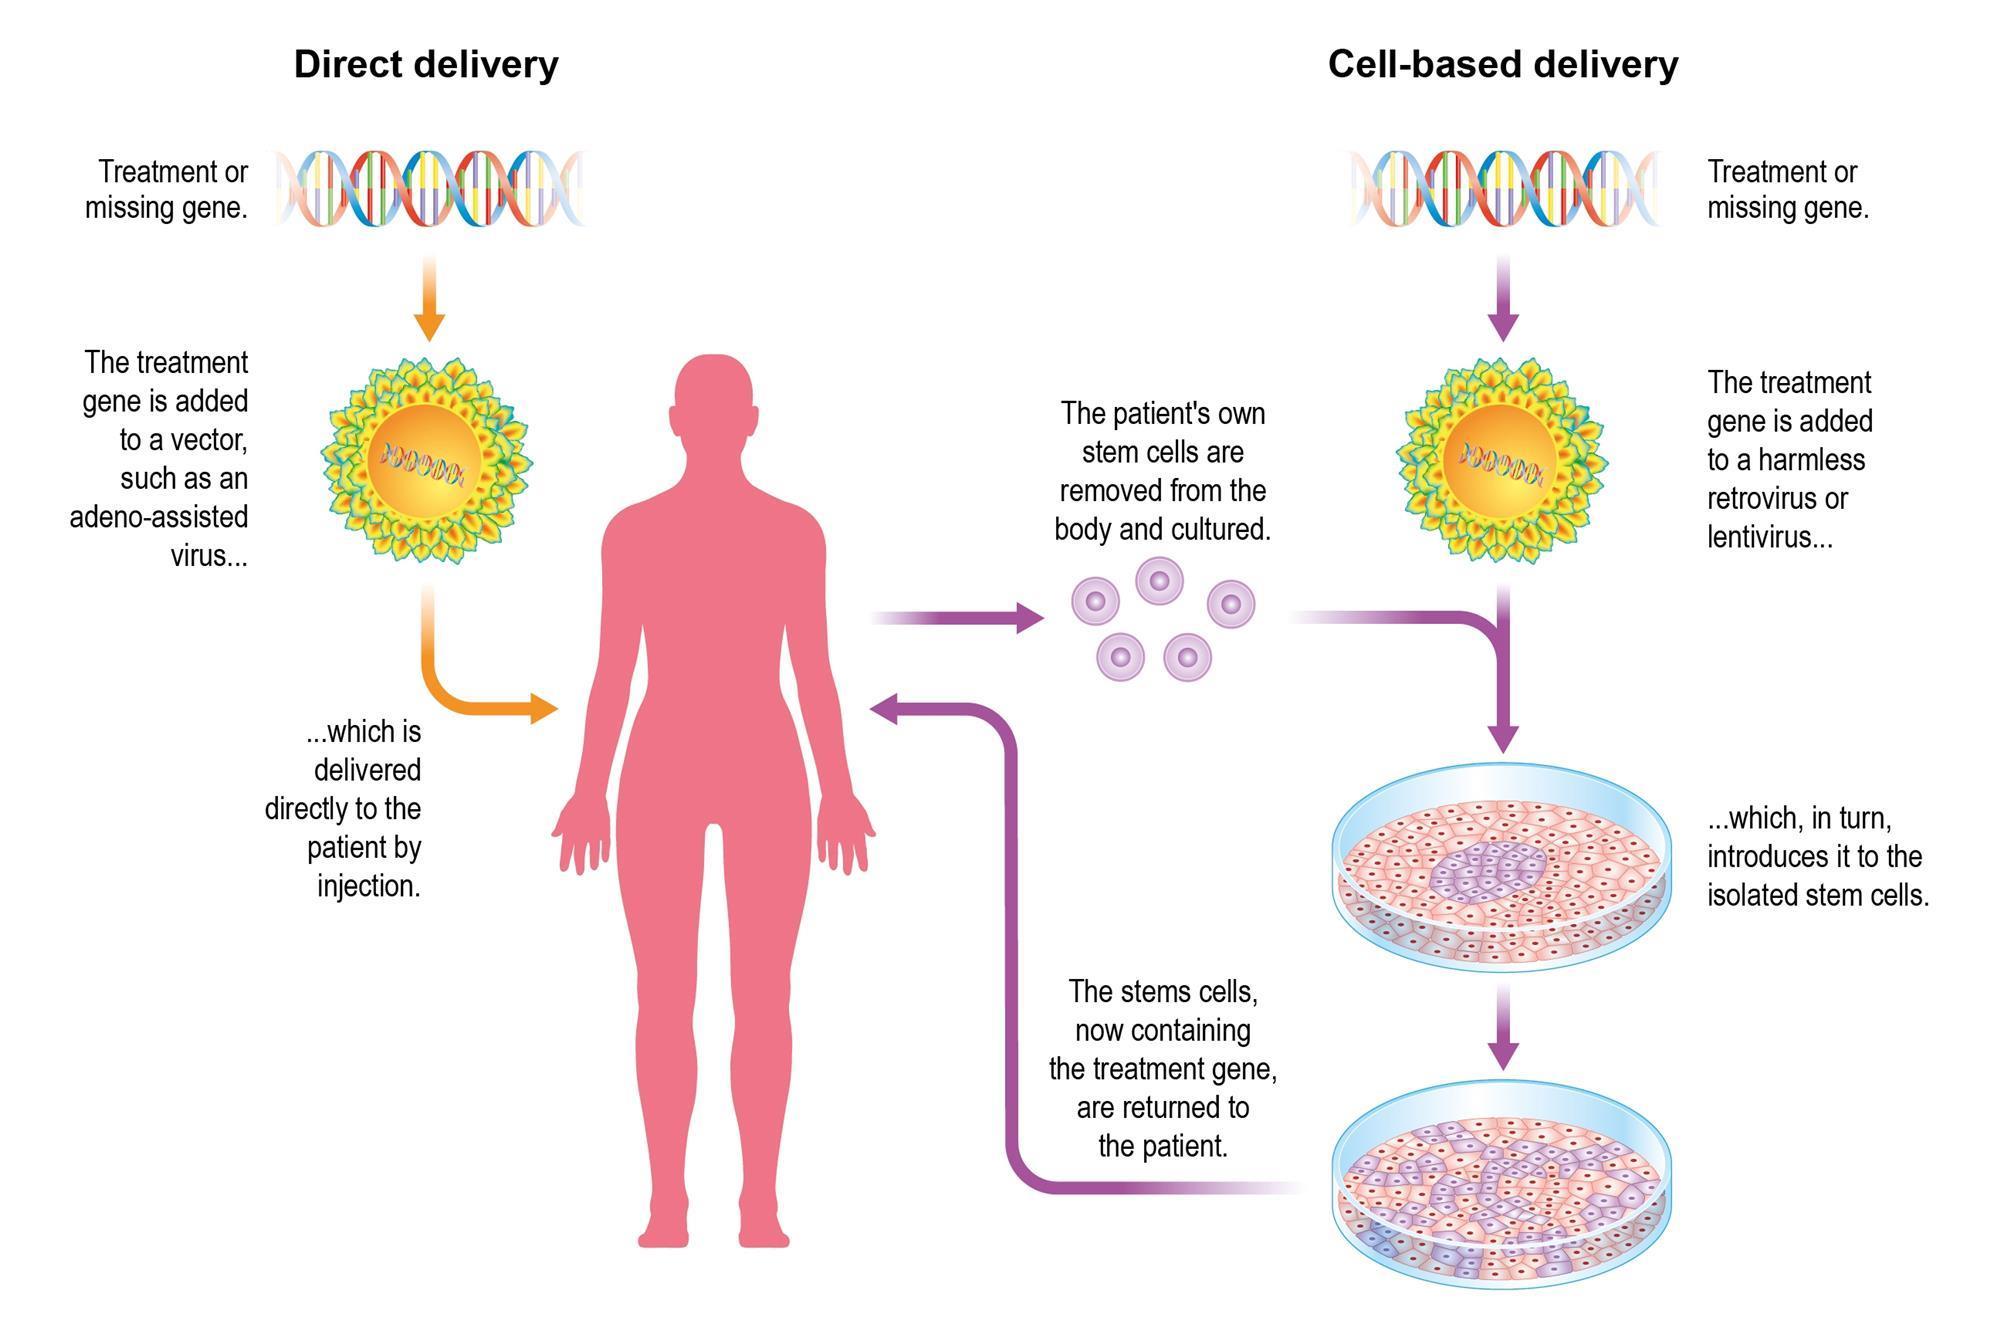 Direct delivery
Treatment or
missing gene.
The treatment
gene is added
to a vector,
such as an
adeno-assisted
virus...
...which is
delivered
directly to the
patient by
injection.
Cell-based delivery
Treatment or
missing gene.
The treatment
gene is added
to a harmless
retrovirus or
lentivirus...
The patient's own
stem cells are
removed from the
body and cultured.
...which, in turn,
introduces it to the
isolated stem cells.
The stems cells,
now containing
the treatment gene,
are returned to
the patient.